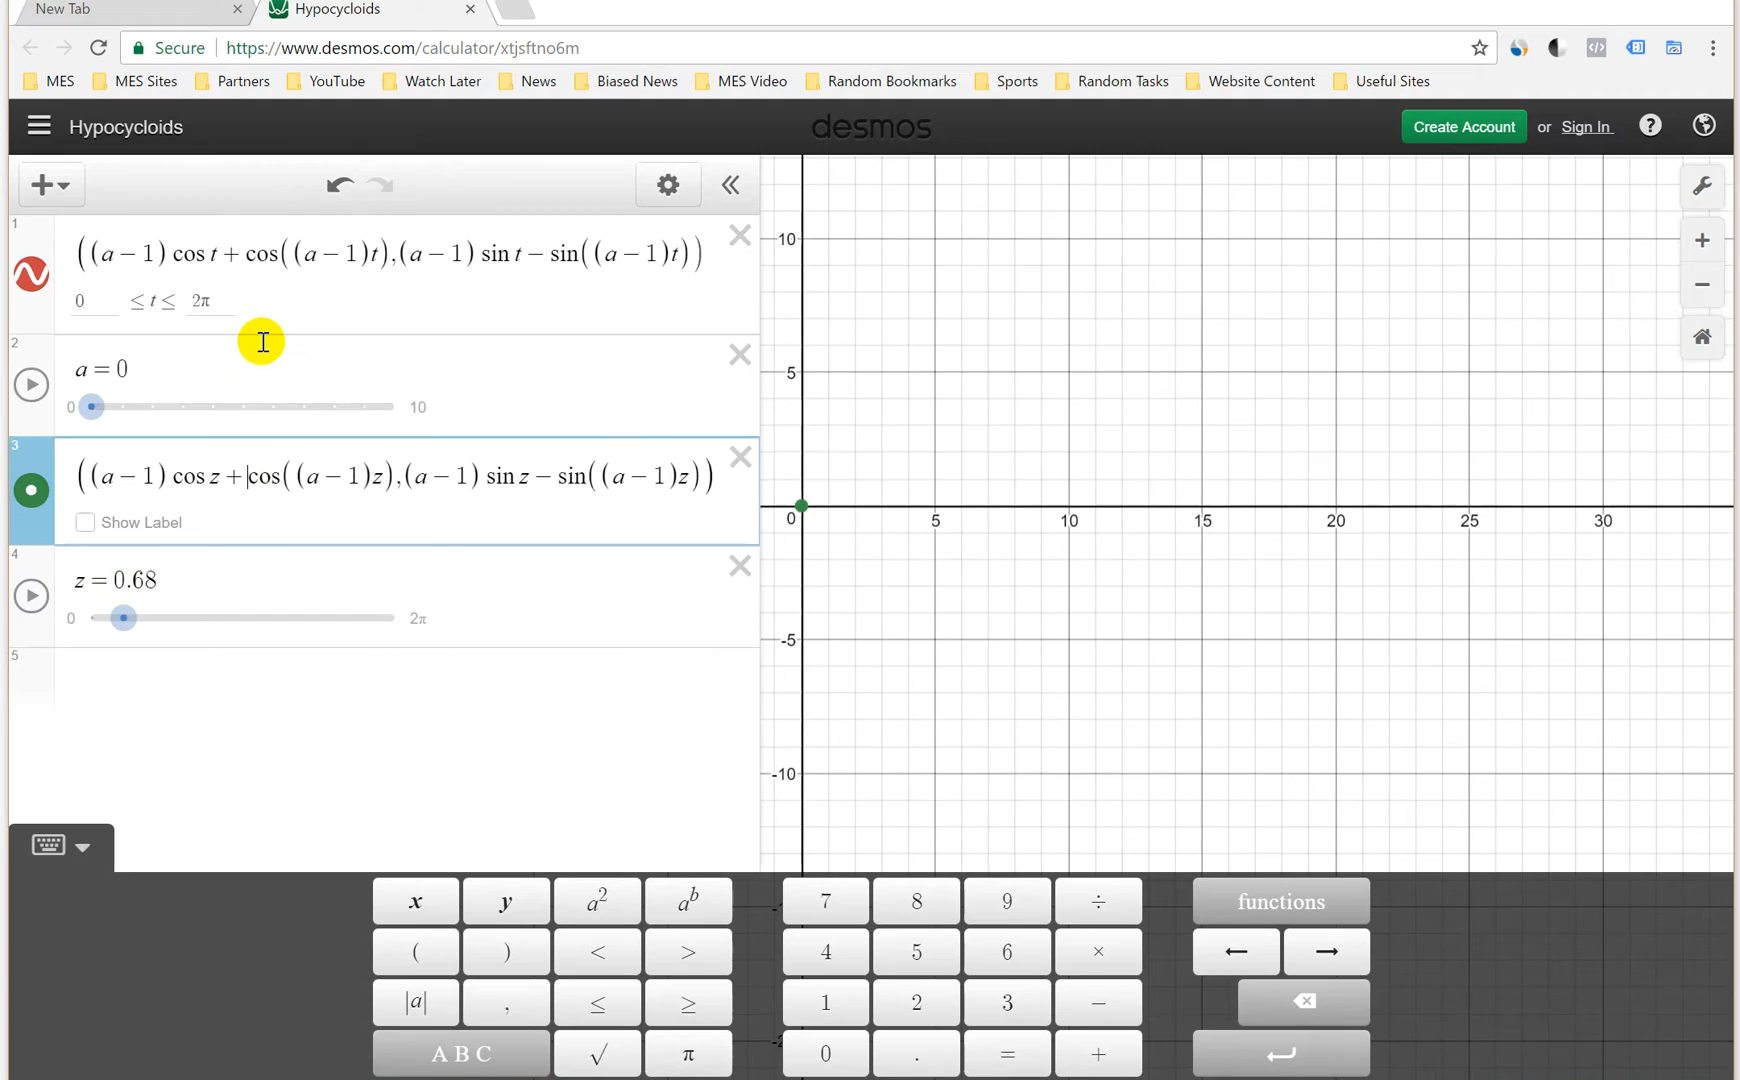 New Tab
Hypocycloids
Secure https://www.desmos.com/calculator/xtjsftno6m
MES MES Sites Partners YouTube Watch Later News Biased News MES Video Random Bookmarks Sports Random Tasks Website Content Useful Sites
Hypocycloids
desmos
Create Account or Sign In ?
1
((a − 1) cos t + cos((a − 1)t),(a − 1) sin t − sin((a − 1)t))
0 ≤ t ≤ 2π
2
a = 0
0 10
3
((a − 1) cos z + cos((a − 1)z),(a − 1) sin z − sin((a − 1)z))
Show Label
4
z = 0.68
0 2π
5
10
5
0 5 10 15 20 25 30
-5
-10
x y a² aᵇ 7 8 9 ÷ functions
( ) < > 4 5 6 × ← →
|a| , ≤ ≥ 1 2 3 −
A B C √ π 0 . = +